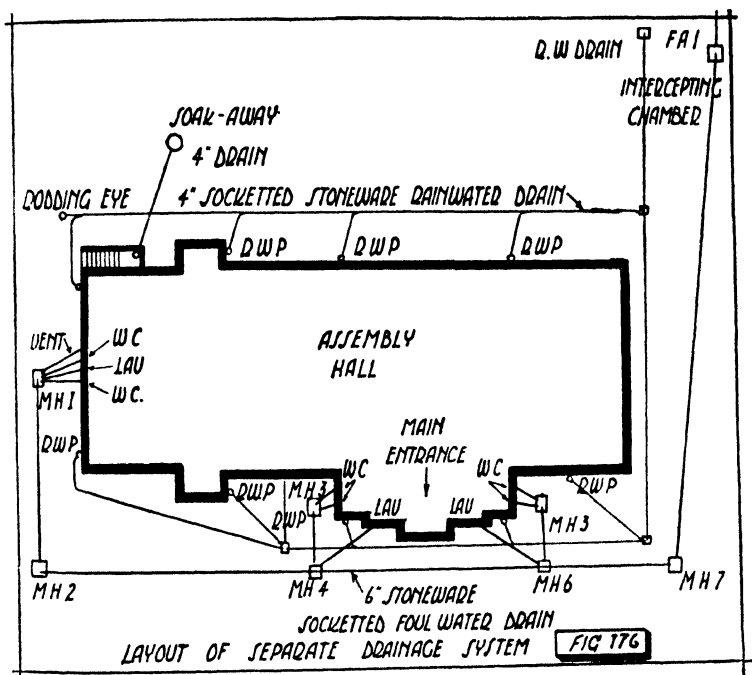 R.W DRAIN
FAI
INTERCEPTING
CHAMBER
SOAK-AWAY
4" DRAIN
RODDING EYE
4" SOCKETTED STONEWARE RAINWATER DRAIN
RWP
RWP
RWP
VENT
WC
LAU
WC.
MH1
ASSEMBLY
HALL
RWP
MAIN
ENTRANCE
WC
WC
RWP
MH3
RWP
LAU
LAU
RWP
MH3
MH2
MH4
MH6
MH7
6" STONEWARE
SOCKETTED FOUL WATER DRAIN
LAYOUT OF SEPARATE DRAINAGE SYSTEM
FIG 176